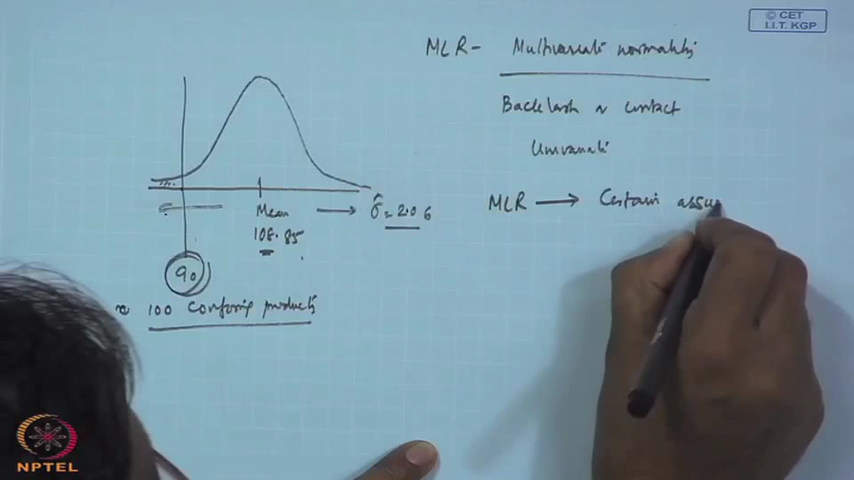 © CET
I.I.T. KGP
MLR - Multivariate normality
Backlash ~ contact
Univariate
MLR → Certain assu
Mean
108.85
σ̂ = 2.06
90
≈ 100 Conforming products
NPTEL